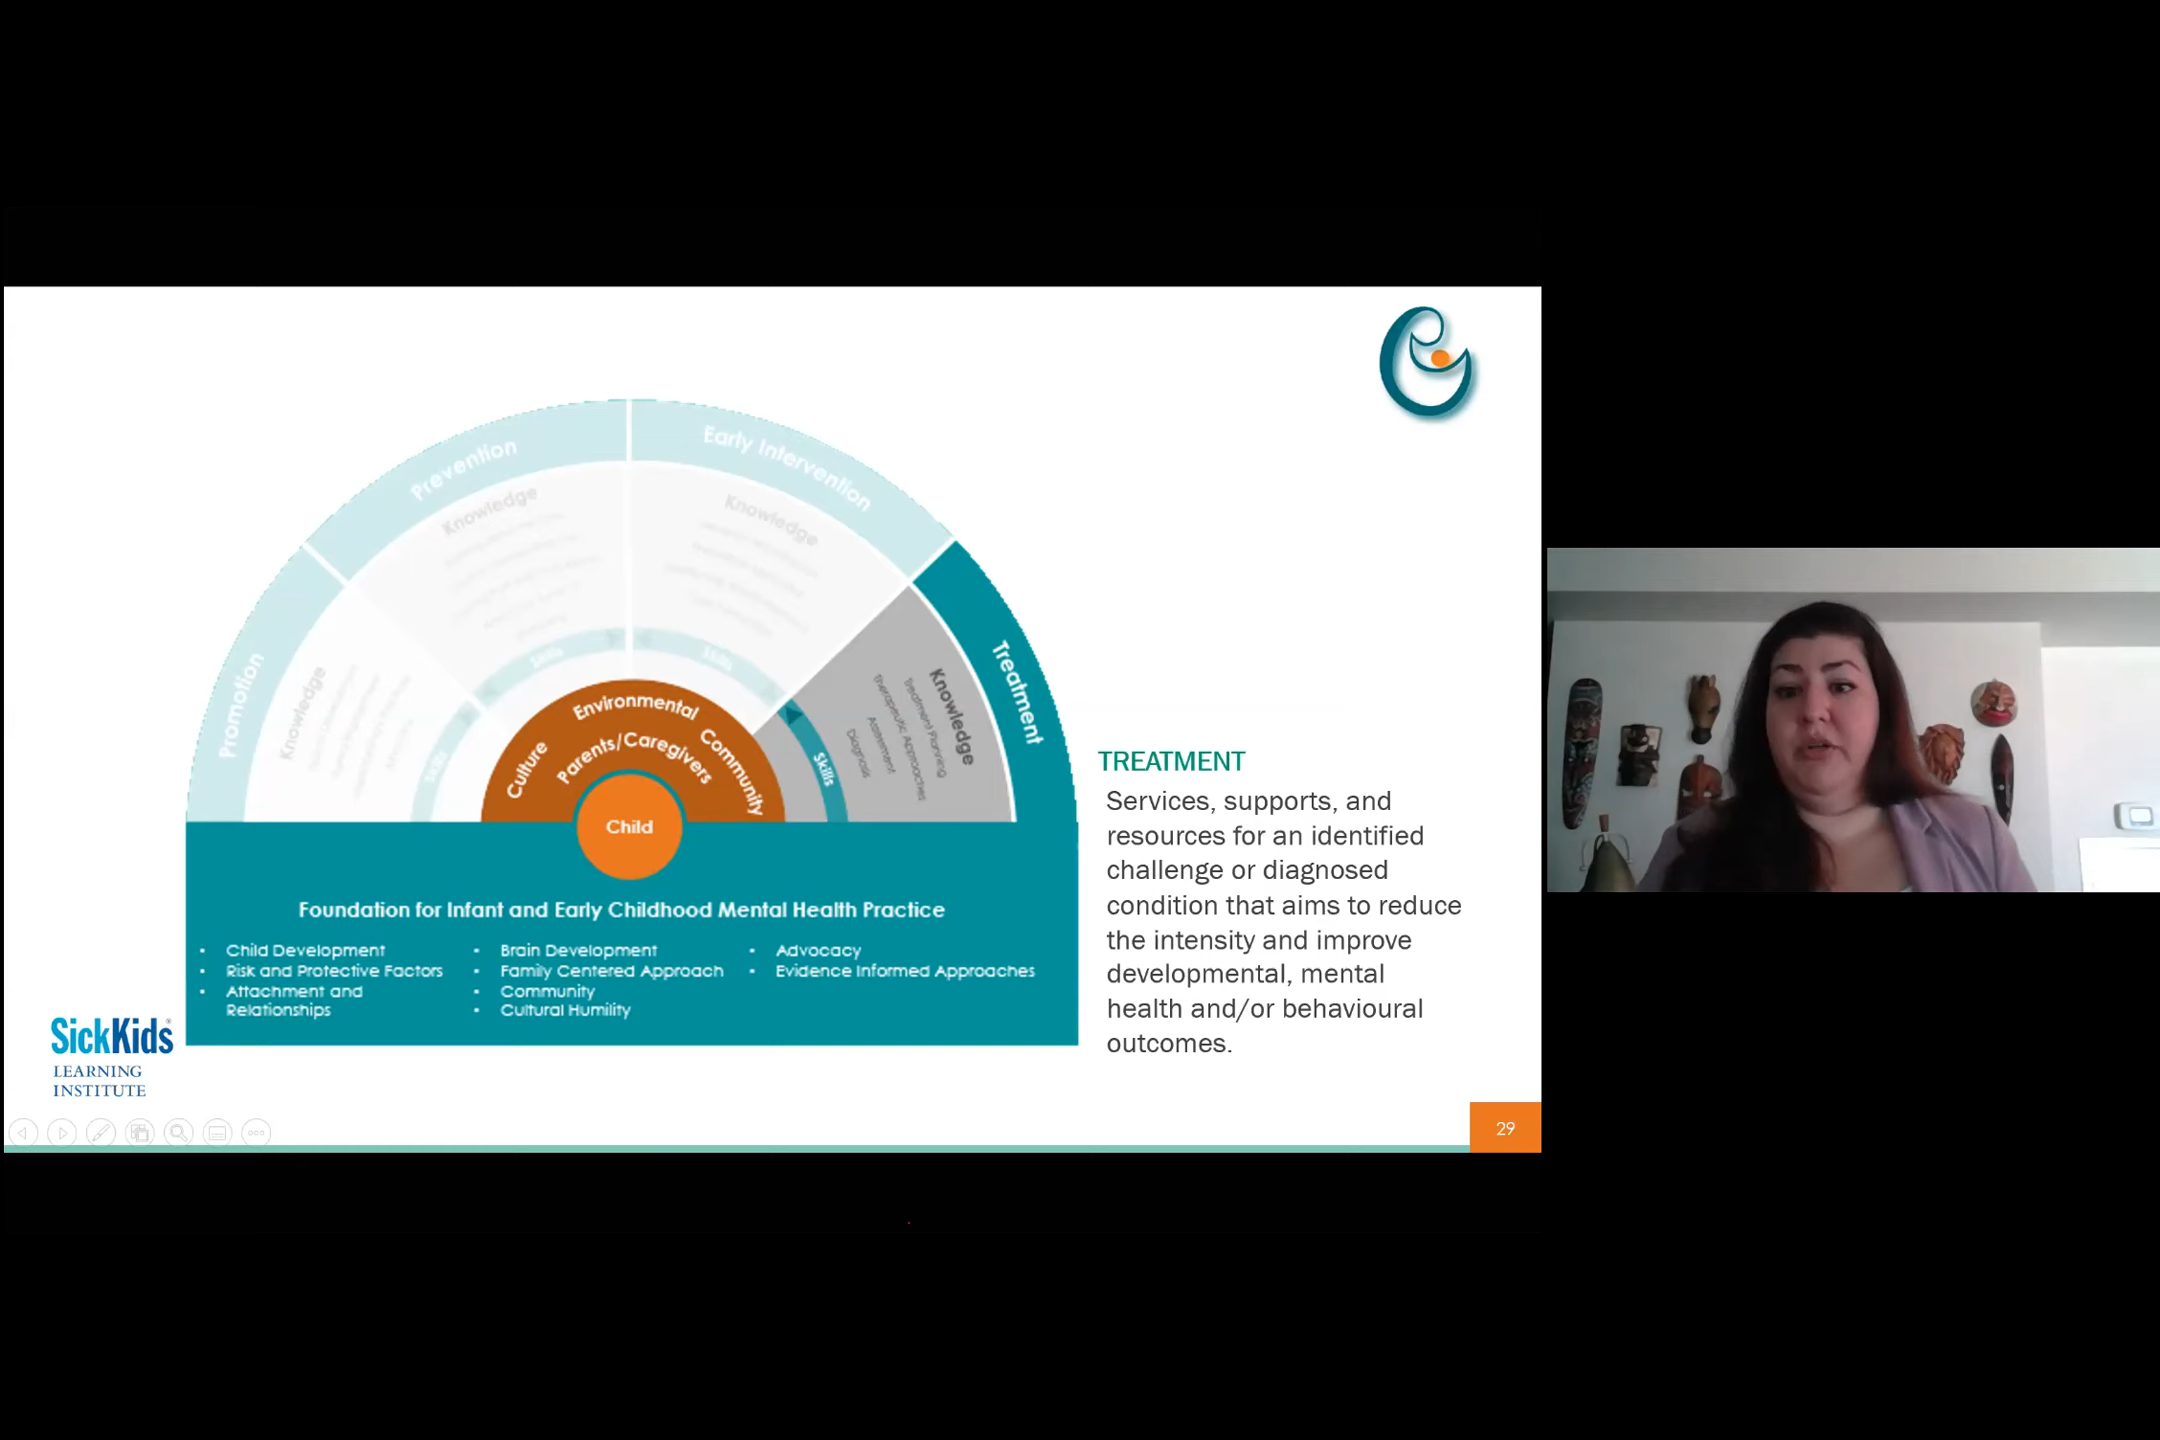 Prevention
Early Intervention
Knowledge
Knowledge
Promotion
Knowledge
Skills
Skills
Skills
Treatment
Knowledge
Treatment Planning
Therapeutic Approaches
Assessment
Diagnosis
Skills
Environmental
Culture
Community
Parents/Caregivers
Child
Foundation for Infant and Early Childhood Mental Health Practice
• Child Development
• Risk and Protective Factors
• Attachment and
Relationships
• Brain Development
• Family Centered Approach
• Community
• Cultural Humility
• Advocacy
• Evidence Informed Approaches
TREATMENT
Services, supports, and
resources for an identified
challenge or diagnosed
condition that aims to reduce
the intensity and improve
developmental, mental
health and/or behavioural
outcomes.
SickKids®
LEARNING
INSTITUTE
29